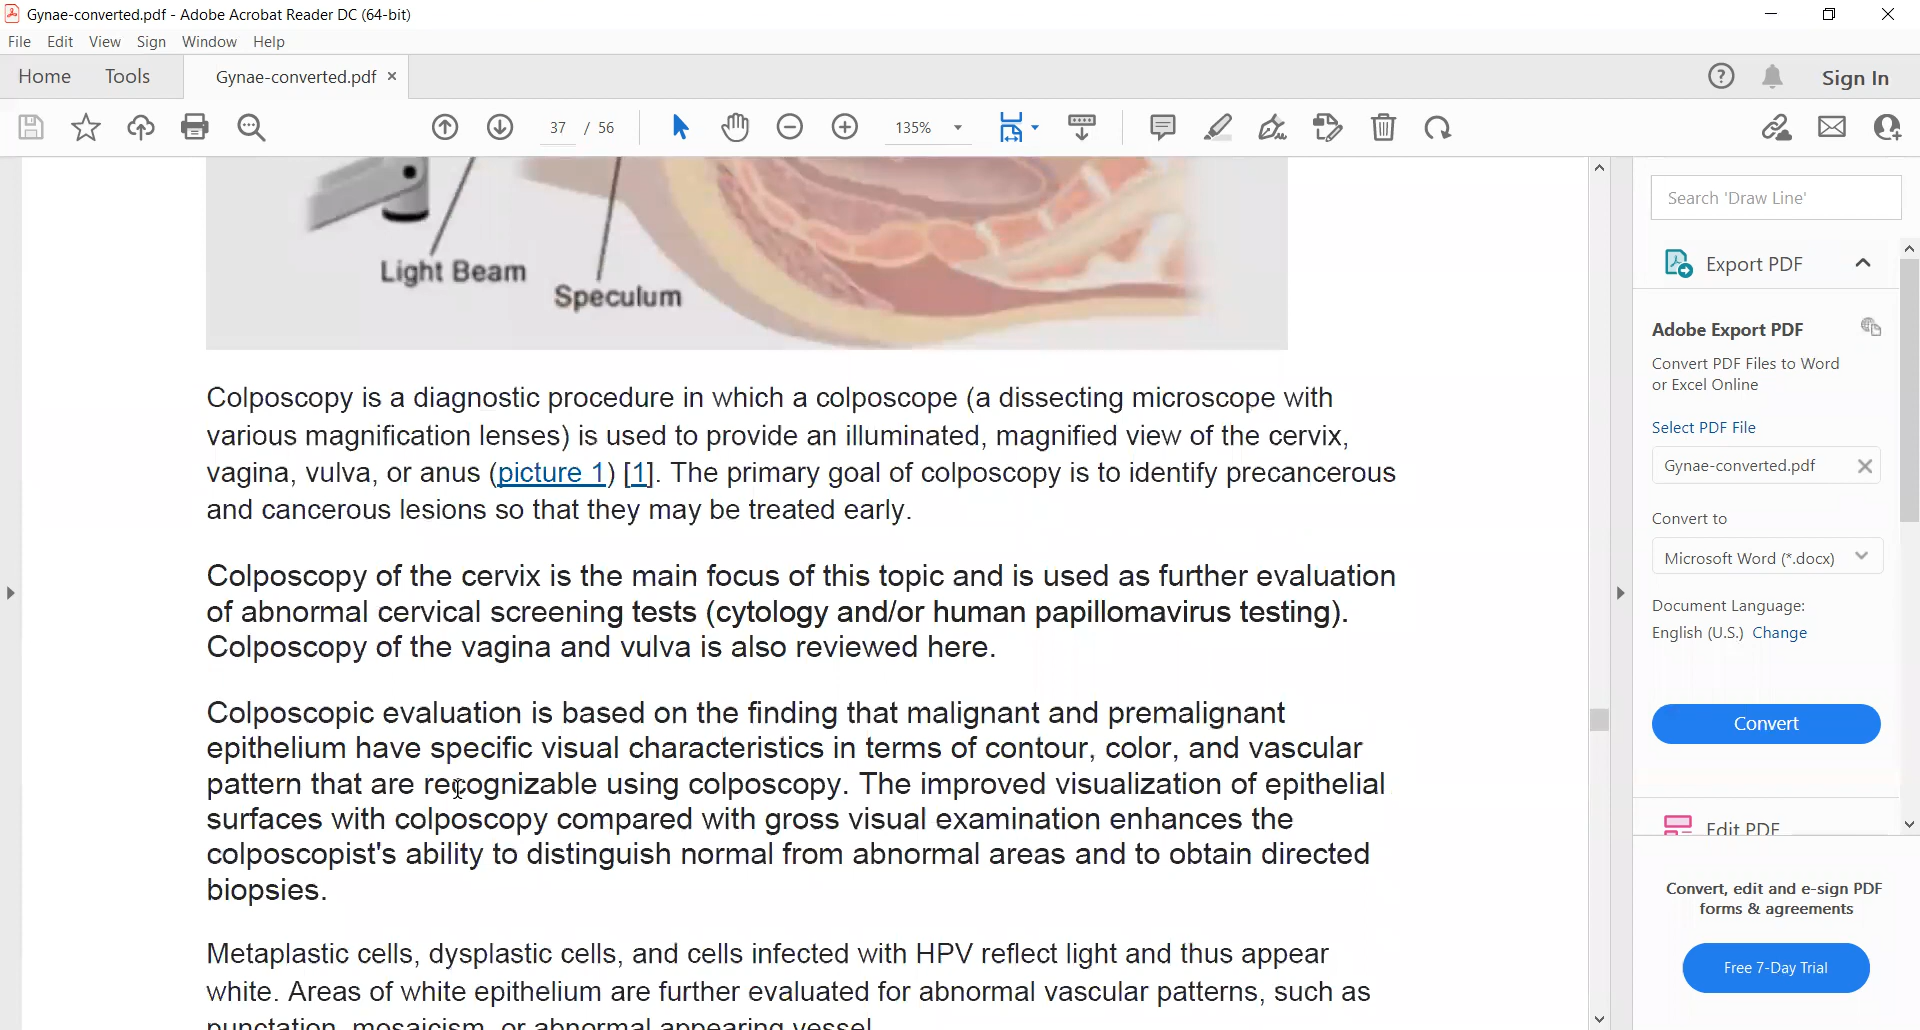 Gynae-converted.pdf - Adobe Acrobat Reader DC (64-bit)
File Edit View Sign Window Help
Home Tools Gynae-converted.pdf × Sign In
37 / 56 135%
Light Beam
Speculum
Colposcopy is a diagnostic procedure in which a colposcope (a dissecting microscope with
various magnification lenses) is used to provide an illuminated, magnified view of the cervix,
vagina, vulva, or anus (picture 1) [1]. The primary goal of colposcopy is to identify precancerous
and cancerous lesions so that they may be treated early.
Colposcopy of the cervix is the main focus of this topic and is used as further evaluation
of abnormal cervical screening tests (cytology and/or human papillomavirus testing).
Colposcopy of the vagina and vulva is also reviewed here.
Colposcopic evaluation is based on the finding that malignant and premalignant
epithelium have specific visual characteristics in terms of contour, color, and vascular
pattern that are recognizable using colposcopy. The improved visualization of epithelial
surfaces with colposcopy compared with gross visual examination enhances the
colposcopist's ability to distinguish normal from abnormal areas and to obtain directed
biopsies.
Metaplastic cells, dysplastic cells, and cells infected with HPV reflect light and thus appear
white. Areas of white epithelium are further evaluated for abnormal vascular patterns, such as
punctation, mosaicism, or abnormal appearing vessel
Search 'Draw Line'
Export PDF
Adobe Export PDF
Convert PDF Files to Word
or Excel Online
Select PDF File
Gynae-converted.pdf
Convert to
Microsoft Word (*.docx)
Document Language:
English (U.S.) Change
Convert
Edit PDF
Convert, edit and e-sign PDF
forms & agreements
Free 7-Day Trial